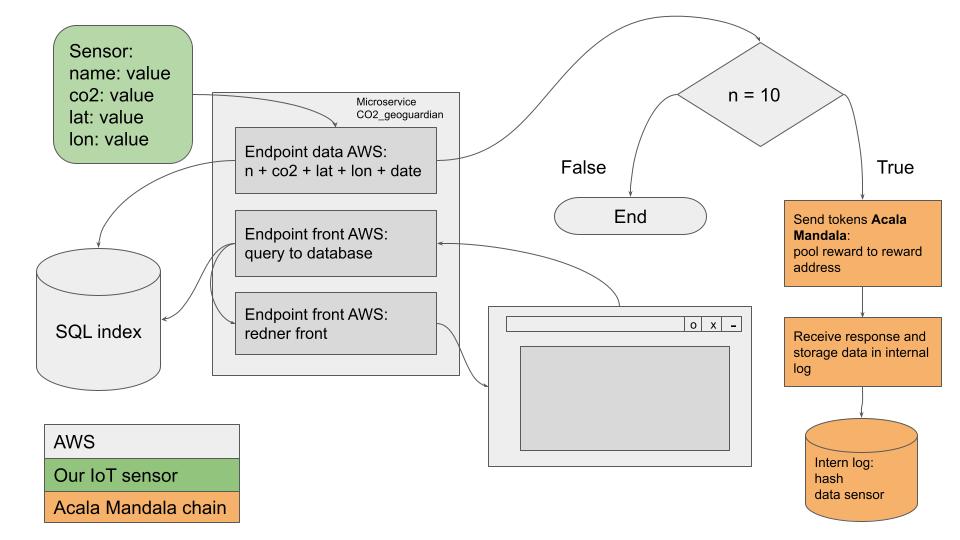 Sensor:
name: value
co2: value
lat: value
lon: value
Microservice
CO2_geoguardian
Endpoint data AWS:
n + co2 + lat + lon + date
Endpoint front AWS:
query to database
Endpoint front AWS:
redner front
SQL index
n = 10
False
True
End
Send tokens Acala
Mandala:
pool reward to reward
address
Receive response and
storage data in internal
log
Intern log:
hash
data sensor
o x -
AWS
Our IoT sensor
Acala Mandala chain